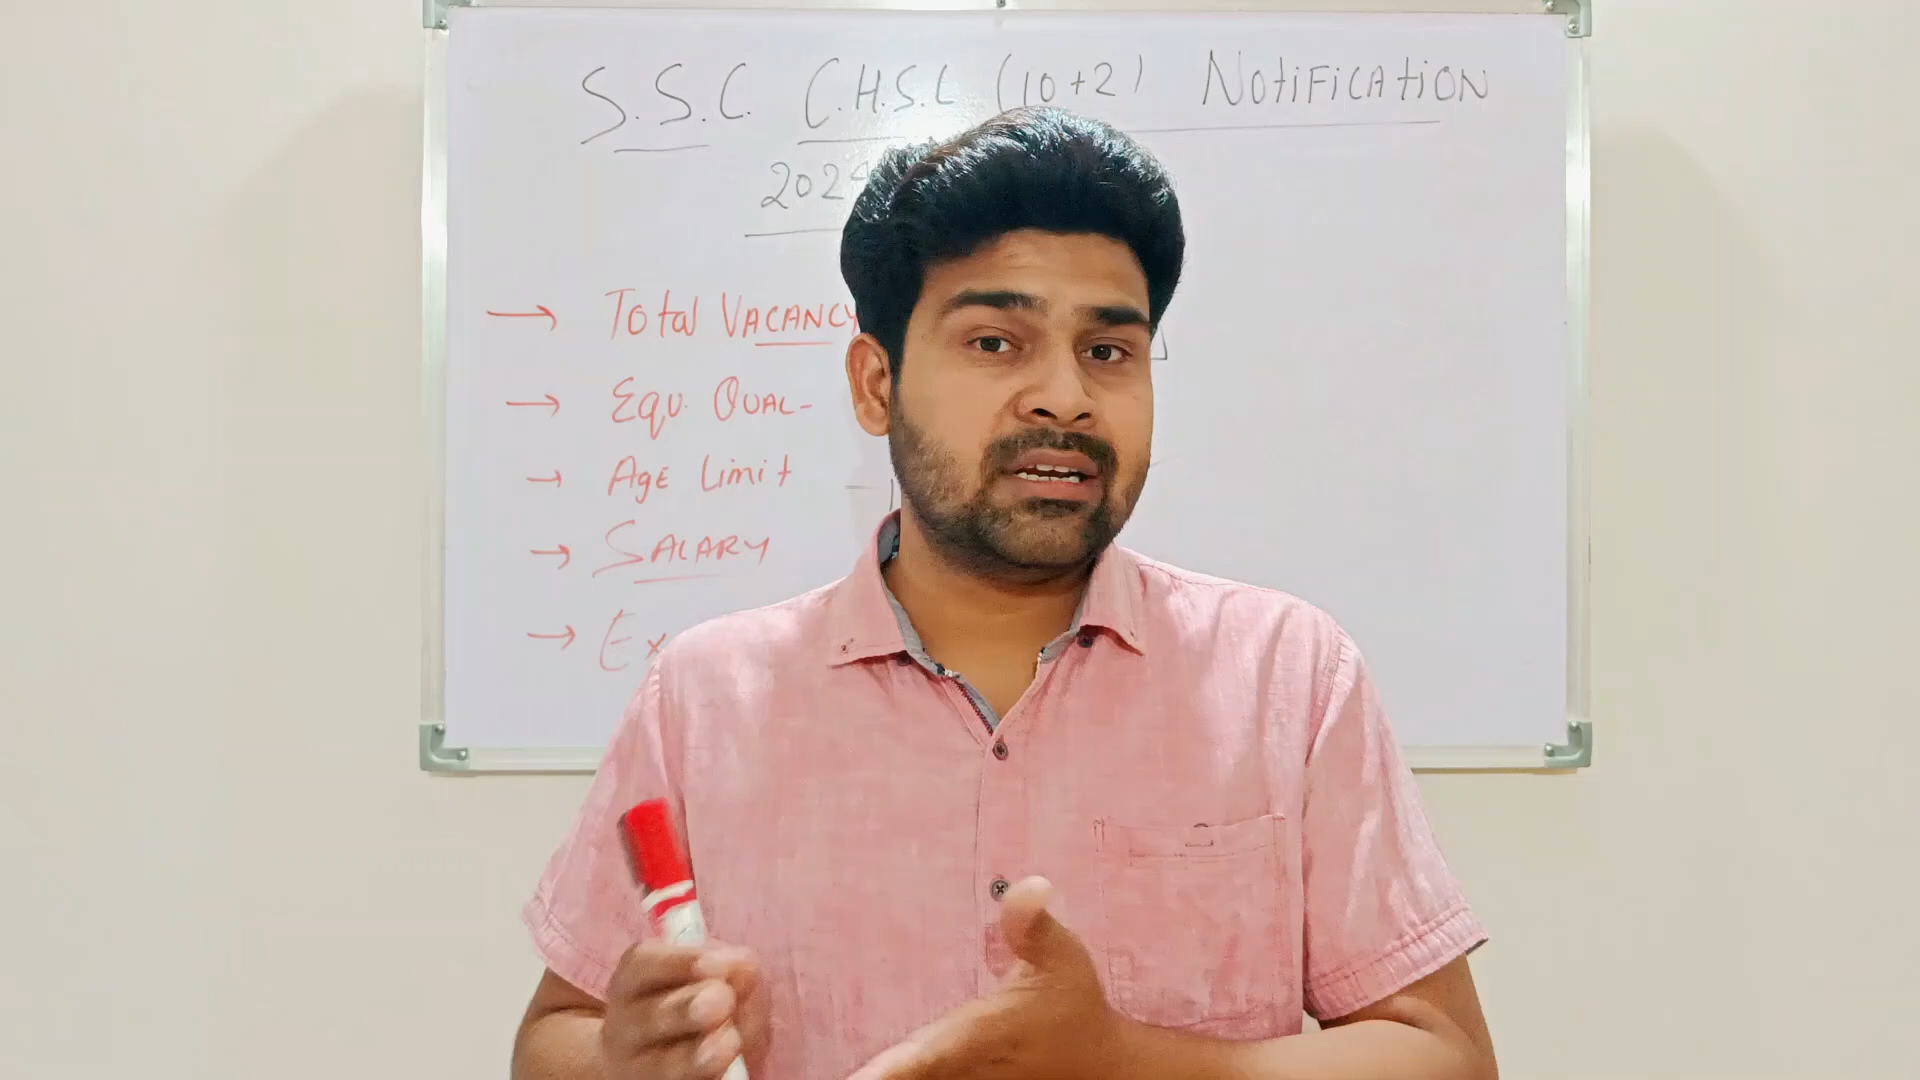 S.S.C. C.H.S.L (10+2) Notification
2024
→ Total Vacancy
→ Equ. Qual-
→ Age Limit
→ Salary
→ Ex